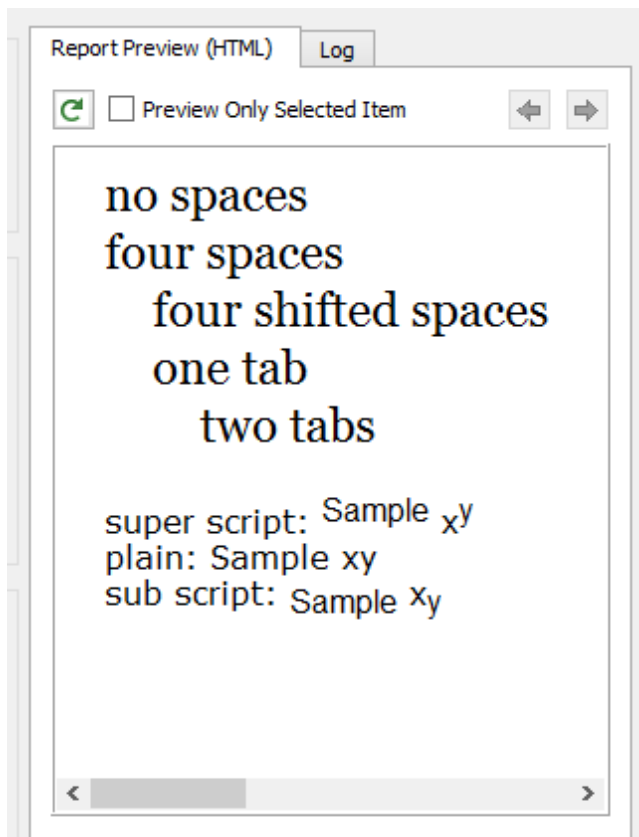 Report Preview (HTML) Log
Preview Only Selected Item
no spaces
four spaces
four shifted spaces
one tab
two tabs
super script: Sample xy
plain: Sample xy
sub script: Sample xy